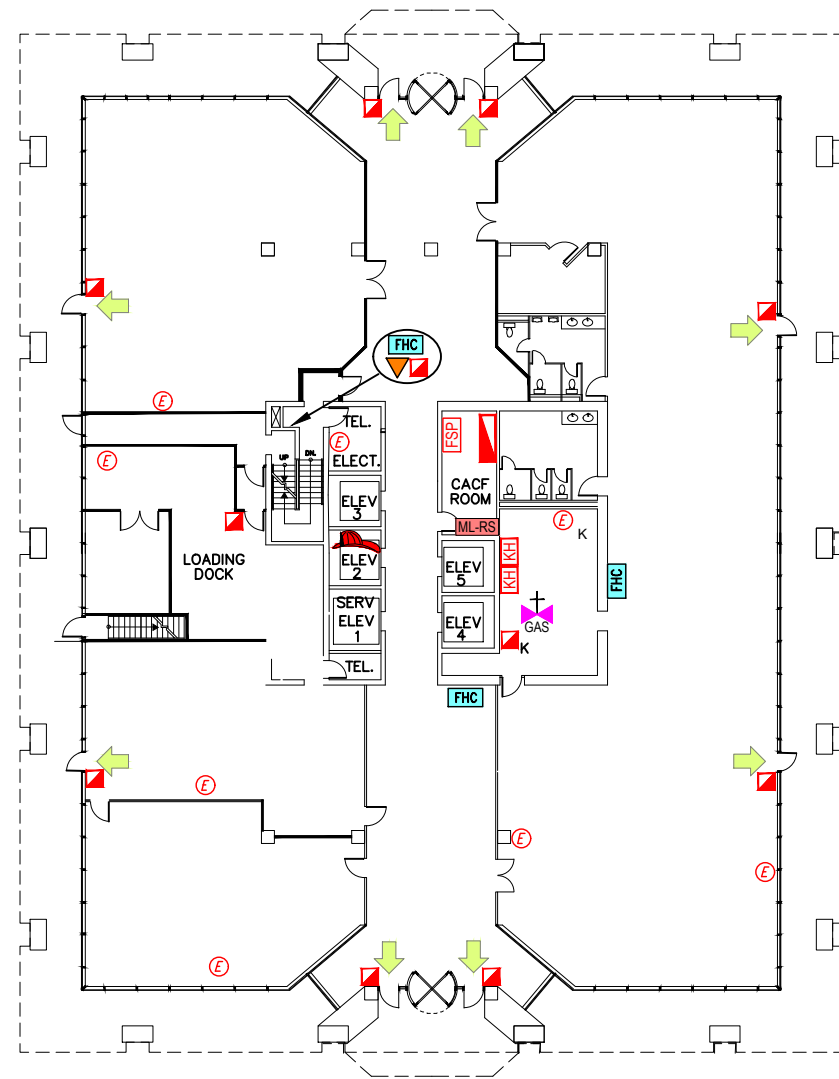 FHC
E
TEL.
E
ELECT.
FSP
CACF
ROOM
ML-RS
E
UP
DN.
ELEV
3
E
K
LOADING
DOCK
ELEV
2
ELEV
5
KH
KH
FHC
SERV
ELEV
1
ELEV
4
GAS
K
TEL.
FHC
E
E
E
E